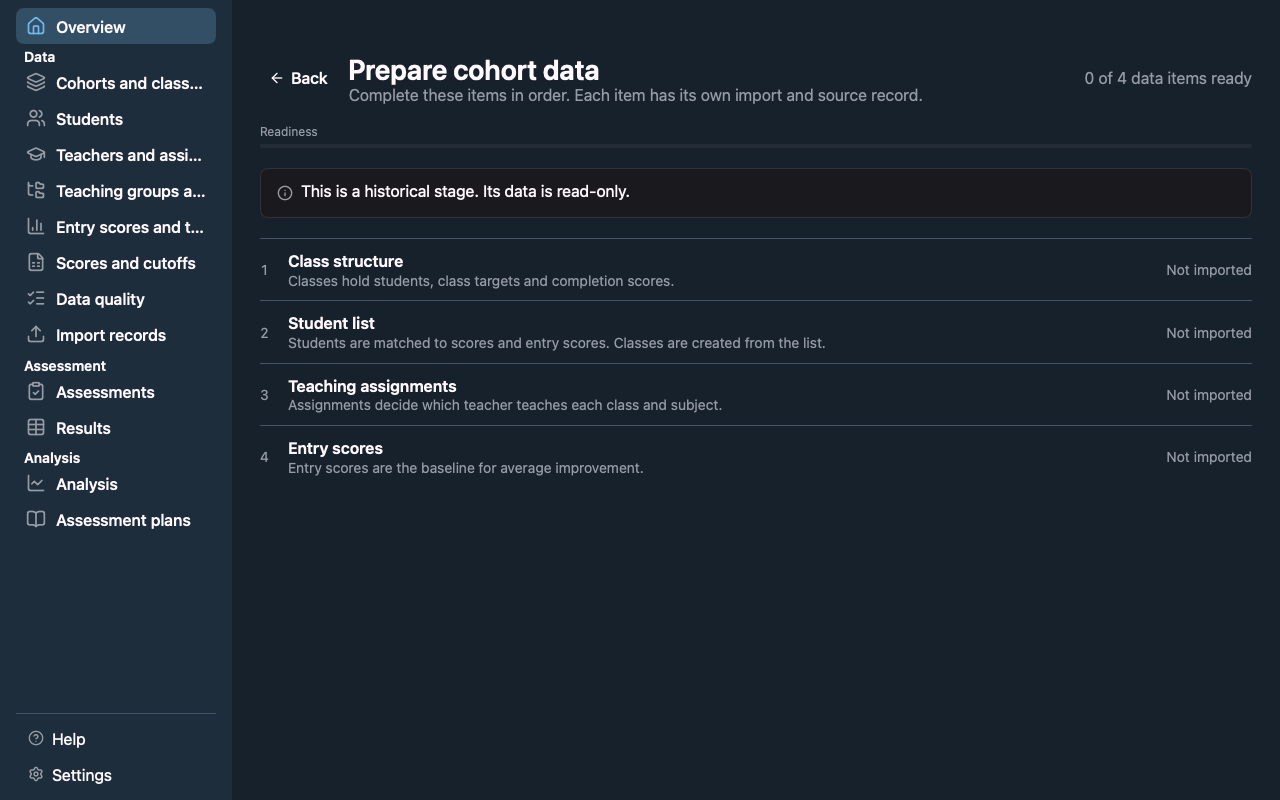 Overview
Data
Cohorts and class...
Students
Teachers and assi...
Teaching groups a...
Entry scores and t...
Scores and cutoffs
Data quality
Import records
Assessment
Assessments
Results
Analysis
Analysis
Assessment plans
Help
Settings
Back
Prepare cohort data
Complete these items in order. Each item has its own import and source record.
0 of 4 data items ready
Readiness
This is a historical stage. Its data is read-only.
1 Class structure Not imported
Classes hold students, class targets and completion scores.
2 Student list Not imported
Students are matched to scores and entry scores. Classes are created from the list.
3 Teaching assignments Not imported
Assignments decide which teacher teaches each class and subject.
4 Entry scores Not imported
Entry scores are the baseline for average improvement.